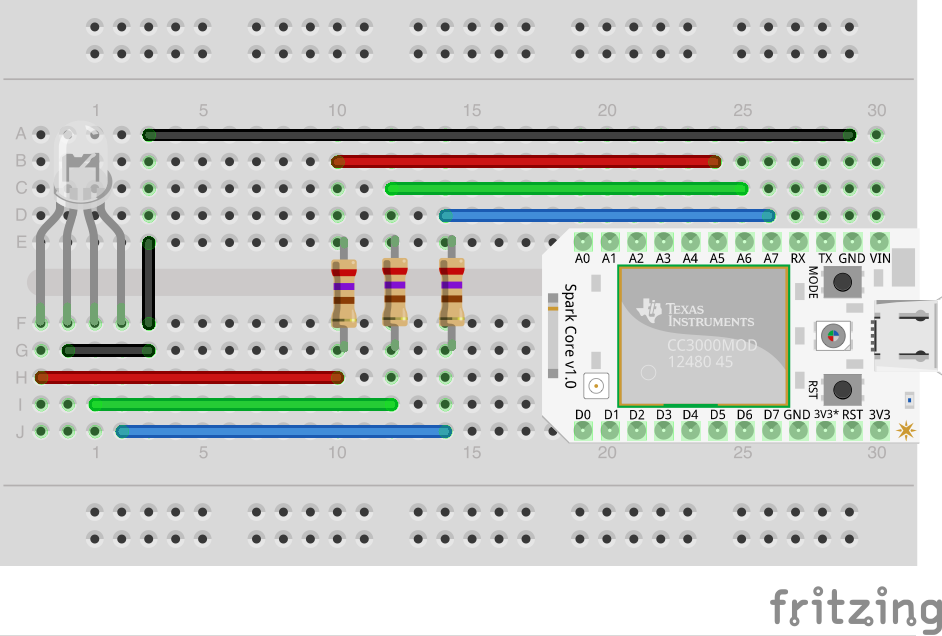 1 5 10 15 20 25 30
A
B
C
D
E
A0 A1 A2 A3 A4 A5 A6 A7 RX TX GND VIN
MODE
Spark Core v1.0
TEXAS
INSTRUMENTS
F
CC3000MOD
G
12480 45
H
RST
I
D0 D1 D2 D3 D4 D5 D6 D7 GND 3V3* RST 3V3
J
1 5 10 15 20 25 30
fritzing